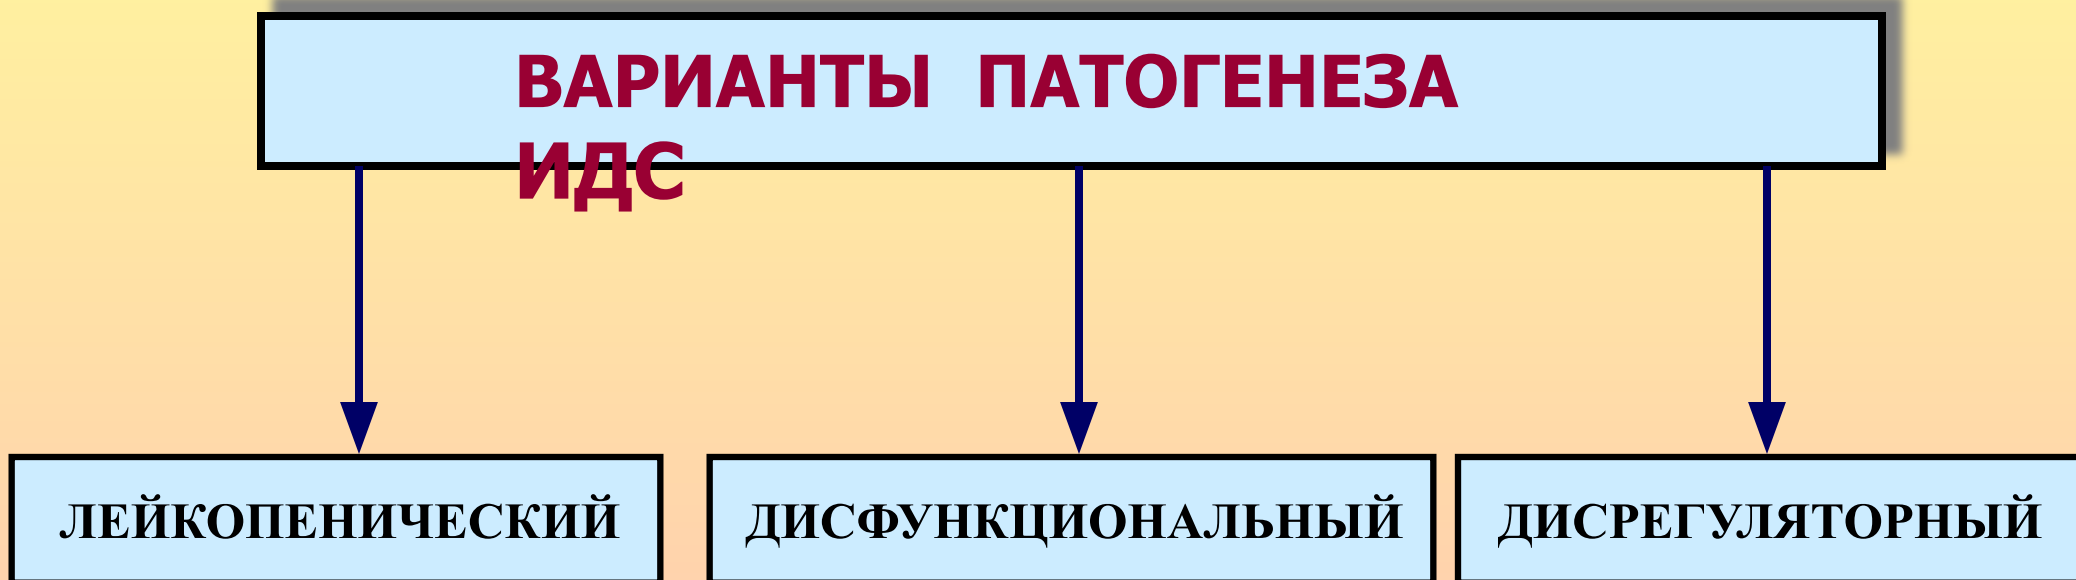 ВАРИАНТЫ ПАТОГЕНЕЗА
ИДС
ЛЕЙКОПЕНИЧЕСКИЙ
ДИСФУНКЦИОНАЛЬНЫЙ
ДИСРЕГУЛЯТОРНЫЙ